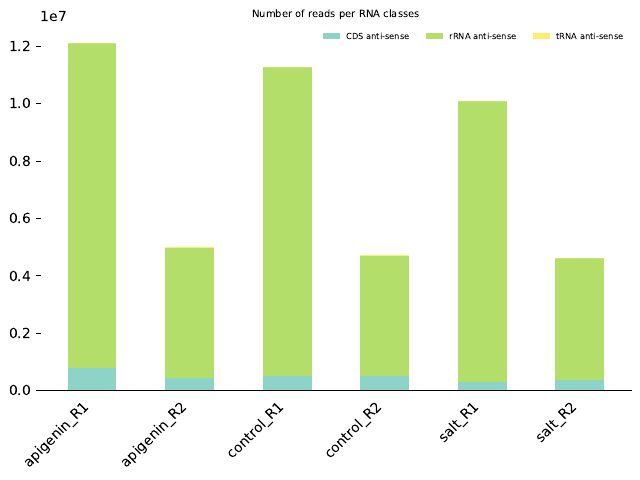 Number of reads per RNA classes
1e7
CDS anti-sense rRNA anti-sense tRNA anti-sense
1.2
1.0
0.8
0.6
0.4
0.2
0.0
apigenin_R1 apigenin_R2 control_R1 control_R2 salt_R1 salt_R2